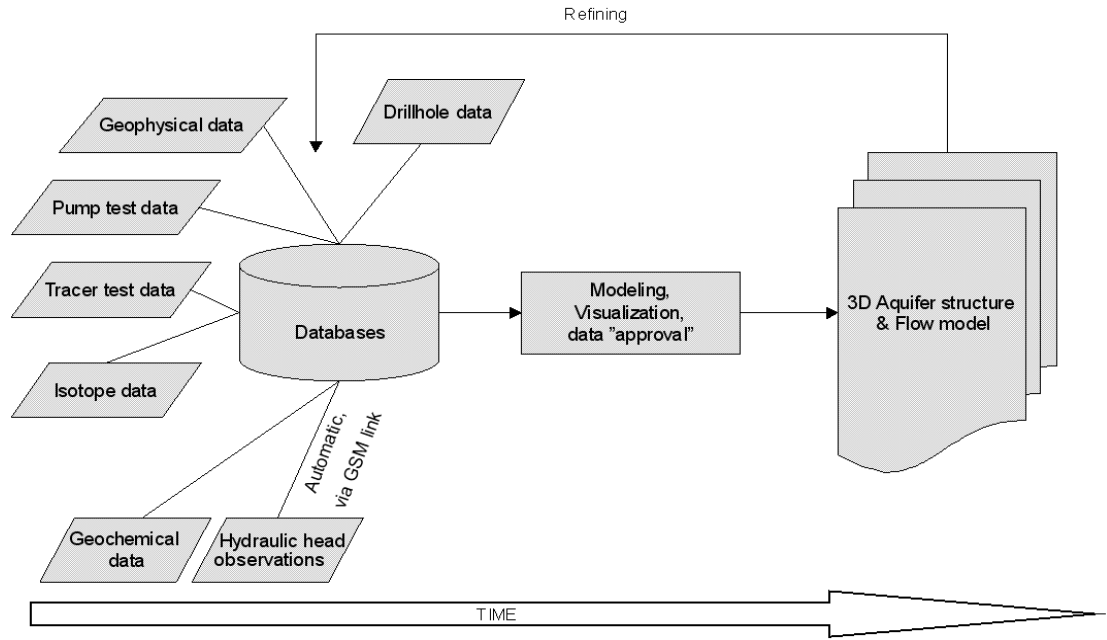 Refining
Drillhole data
Geophysical data
Pump test data
Tracer test data
Isotope data
Databases
Modeling,
Visualization,
data ”approval”
3D Aquifer structure
& Flow model
Automatic,
via GSM link
Geochemical
data
Hydraulic head
observations
TIME